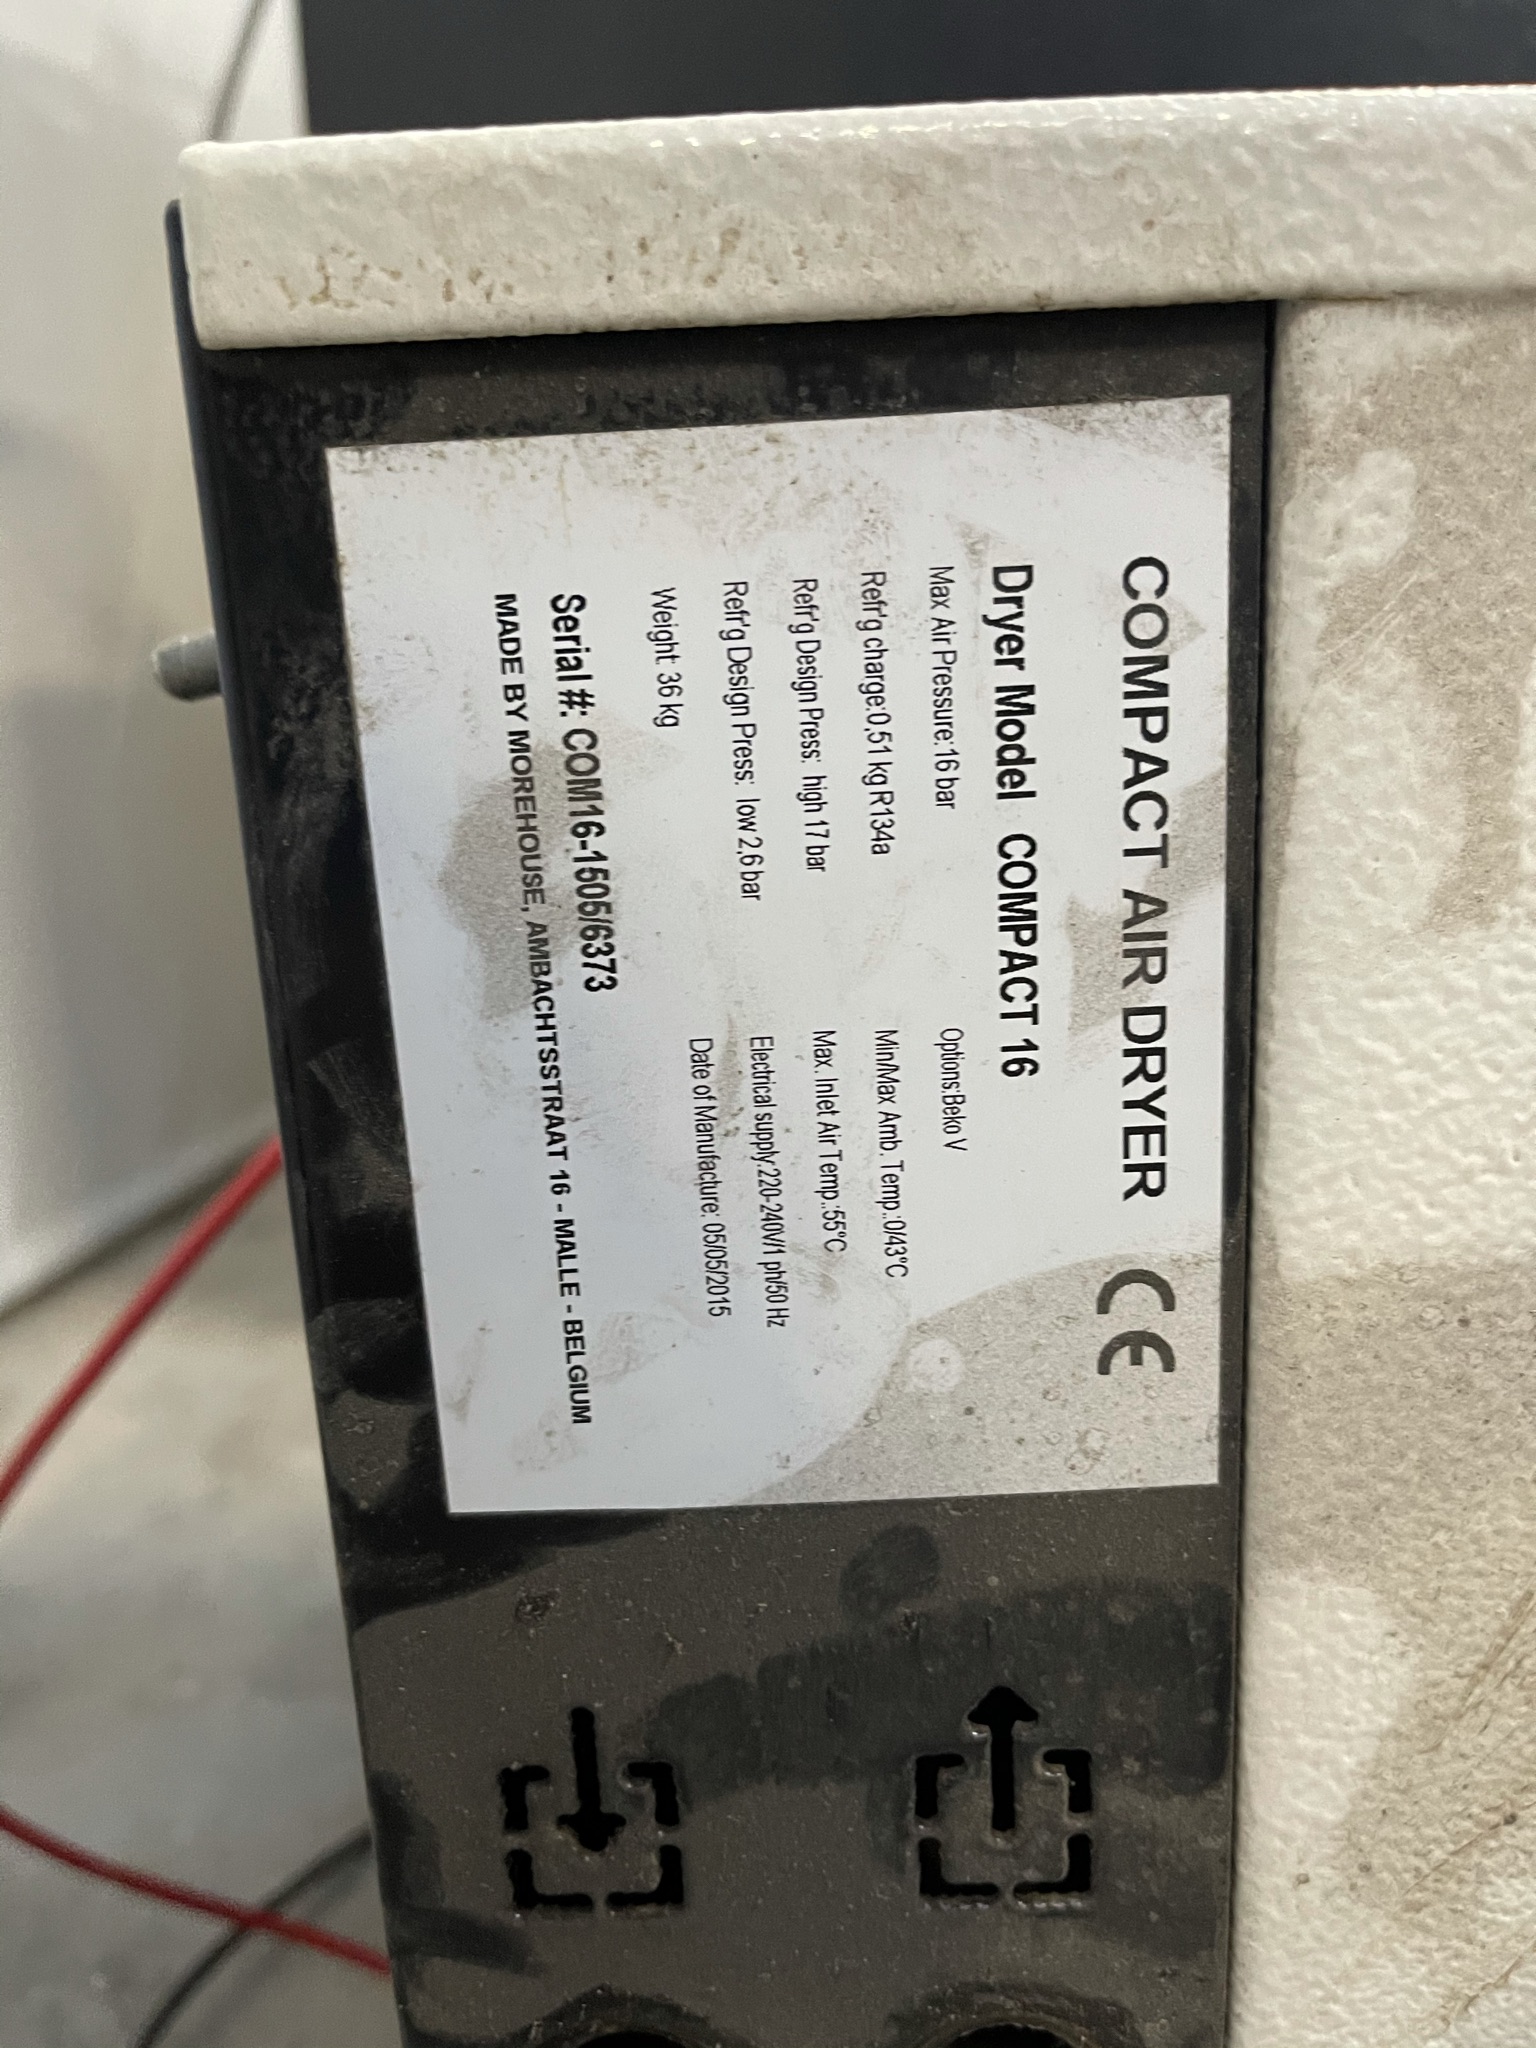 COMPACT AIR DRYER CE
Dryer Model COMPACT 16
Max Air Pressure:16 bar
Refr'g charge:0,51 kg R134a
Refr'g Design Press: high 17 bar
Refr'g Design Press: low 2,6 bar
Weight: 36 kg
Options:Beko V
Min/Max Amb. Temp.:0/43°C
Max. Inlet Air Temp.:55°C
Electrical supply:220-240V/1 ph/50 Hz
Date of Manufacture: 05/05/2015
Serial #: COM16-1505/6373
MADE BY MOREHOUSE, AMBACHTSSTRAAT 16 - MALLE - BELGIUM